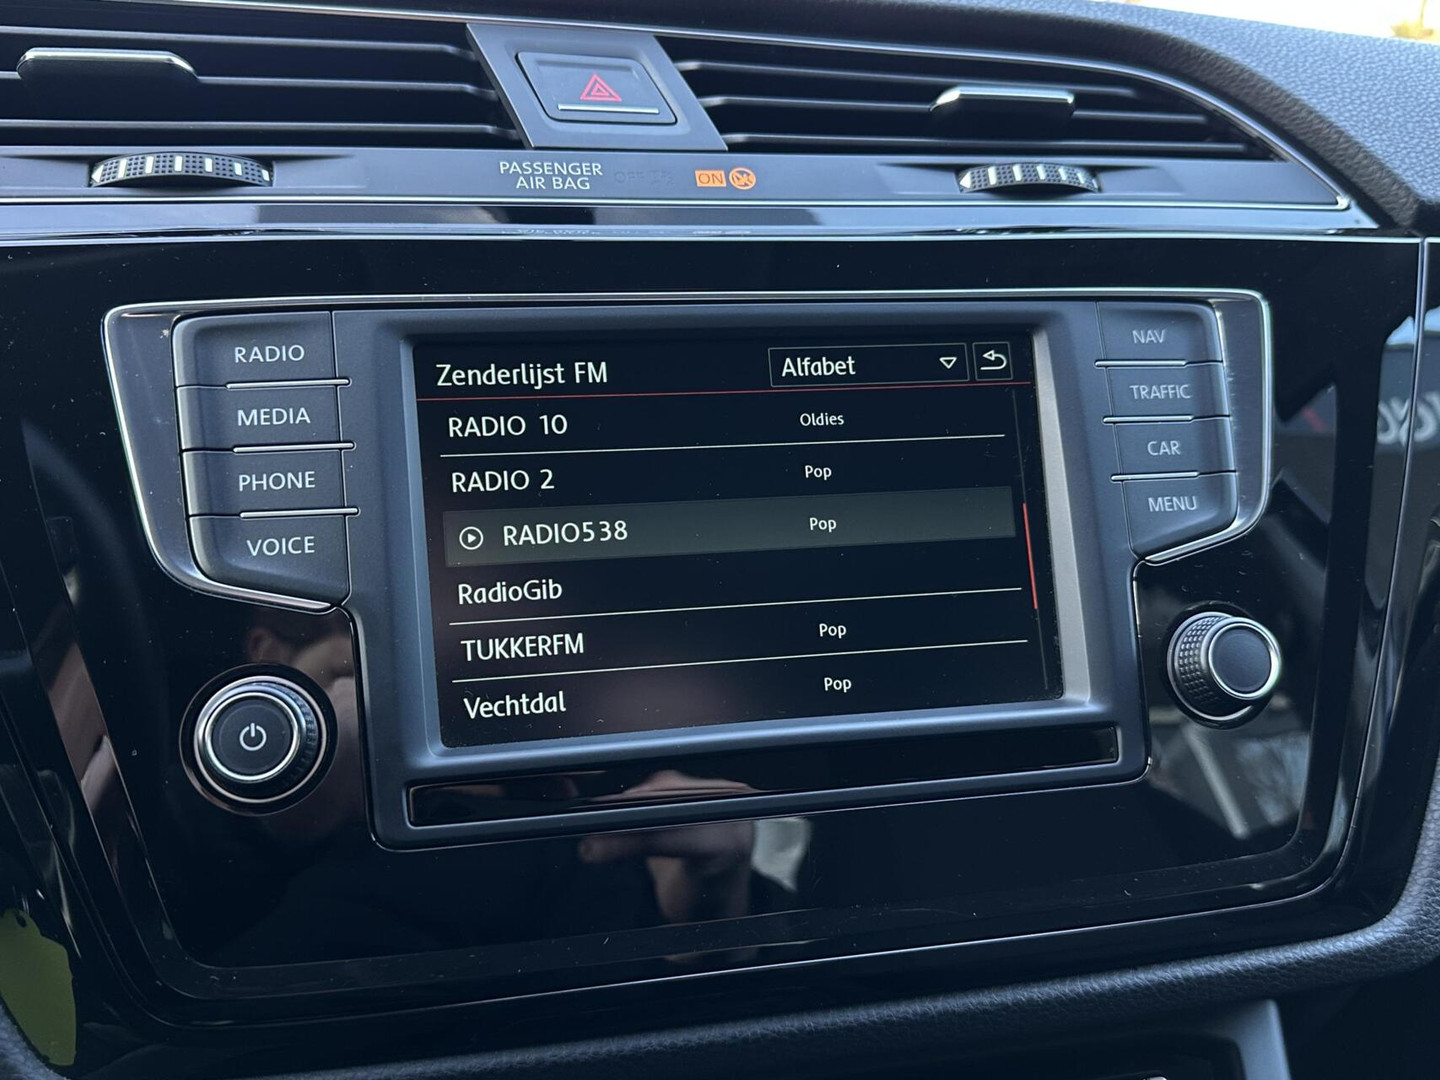 PASSENGER
AIR BAG
ON
RADIO
MEDIA
PHONE
VOICE
Zenderlijst FM
Alfabet
RADIO 10 Oldies
RADIO 2 Pop
RADIO538 Pop
RadioGib
TUKKERFM Pop
Vechtdal Pop
NAV
TRAFFIC
CAR
MENU